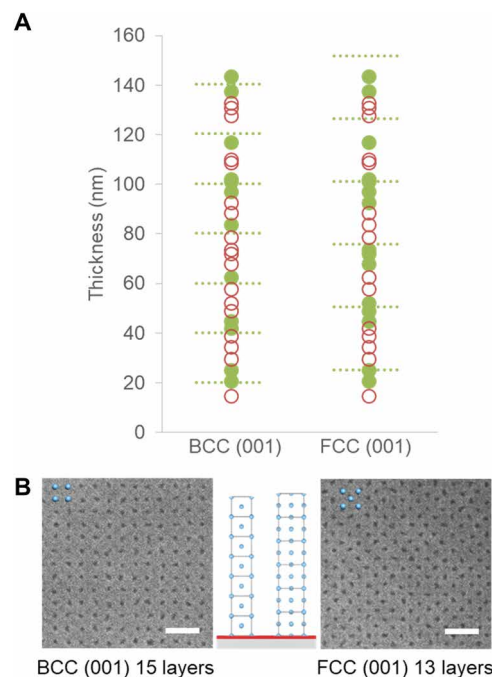 A
160
140
120
100
80
60
40
20
0
Thickness (nm)
BCC (001)
FCC (001)
B
BCC (001) 15 layers
FCC (001) 13 layers